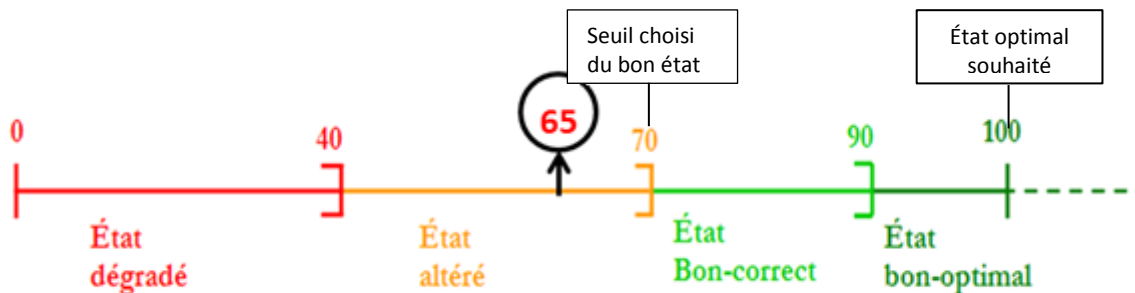 Seuil choisi
du bon état
État optimal
souhaité
65
0
40
70
90
100
État
dégradé
État
altéré
État
Bon-correct
État
bon-optimal